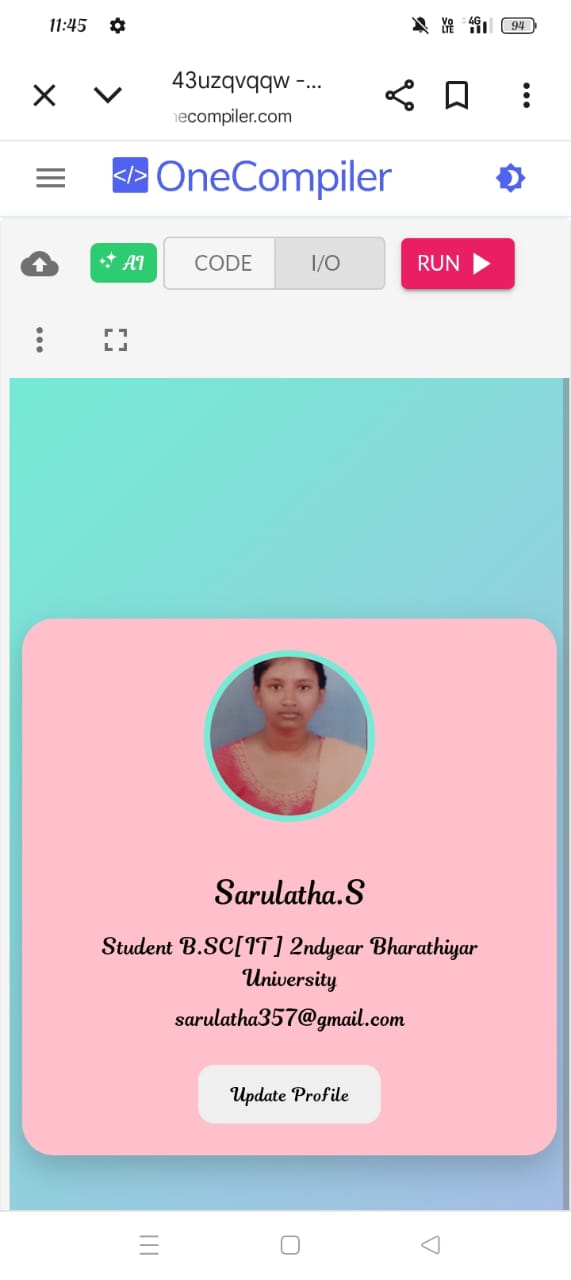 11:45
Vo LTE 4G 94
43uzqvqqw -...
ecompiler.com
</> OneCompiler
AI CODE I/O RUN
Sarulatha.S
Student B.SC[IT] 2ndyear Bharathiyar
University
sarulatha357@gmail.com
Update Profile